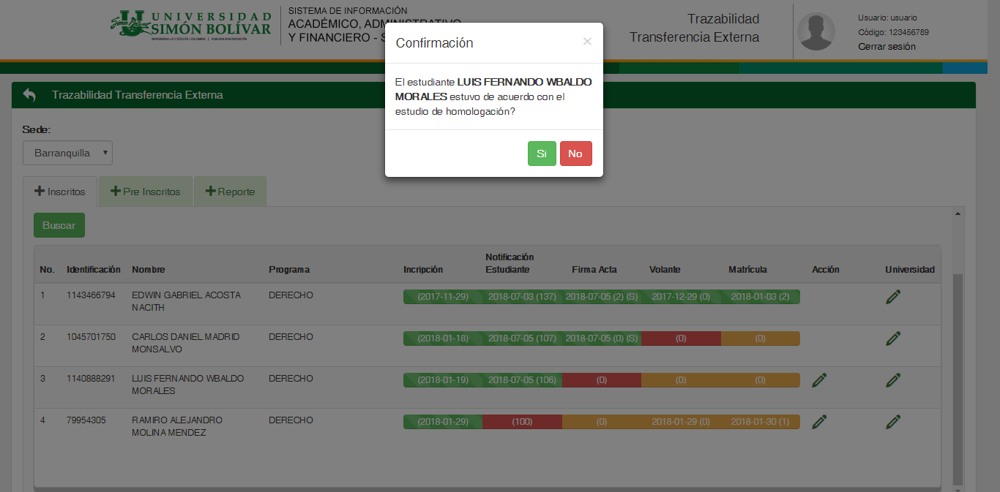 UNIVERSIDAD
SIMÓN BOLÍVAR
BARRANQUILLA Y CÚCUTA - COLOMBIA | VIGILADA MINEDUCACIÓN
SISTEMA DE INFORMACIÓN
ACADÉMICO, ADMINISTRATIVO
Y FINANCIERO - S
Trazabilidad
Transferencia Externa
Usuario: usuario
Código: 123456789
Cerrar sesión
Confirmación
×
El estudiante LUIS FERNANDO WBALDO
MORALES estuvo de acuerdo con el
estudio de homologación?
Si No
Trazabilidad Transferencia Externa
Sede:
Barranquilla
Inscritos Pre Inscritos Reporte
Buscar
No. Identificación Nombre Programa Incripción Notificación Estudiante Firma Acta Volante Matrícula Acción Universidad
1 1143466794 EDWIN GABRIEL ACOSTA DERECHO (2017-11-29) 2018-07-03 (137) 2018-07-05 (2) (S) 2017-12-29 (0) 2018-01-03 (2)
NACITH
2 1045701750 CARLOS DANIEL MADRID DERECHO (2018-01-18) 2018-07-05 (107) 2018-07-05 (0) (S) (0) (0)
MONSALVO
3 1140888291 LUIS FERNANDO WBALDO DERECHO (2018-01-19) 2018-07-05 (106) (0) (0) (0)
MORALES
4 79954305 RAMIRO ALEJANDRO DERECHO (2018-01-29) (100) (0) 2018-01-29 (0) 2018-01-30 (1)
MOLINA MENDEZ